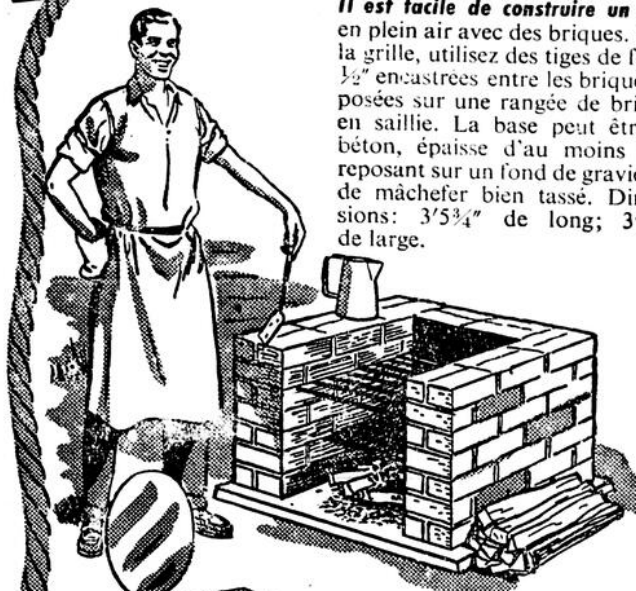 Il est facile de construire un
en plein air avec des briques.
la grille, utilisez des tiges de f
½" encastrées entre les brique
posées sur une rangée de bri
en saillie. La base peut êtr
béton, épaisse d'au moins
reposant sur un fond de gravie
de mâchefer bien tassé. Dim
sions: 3'5¾" de long; 3'
de large.